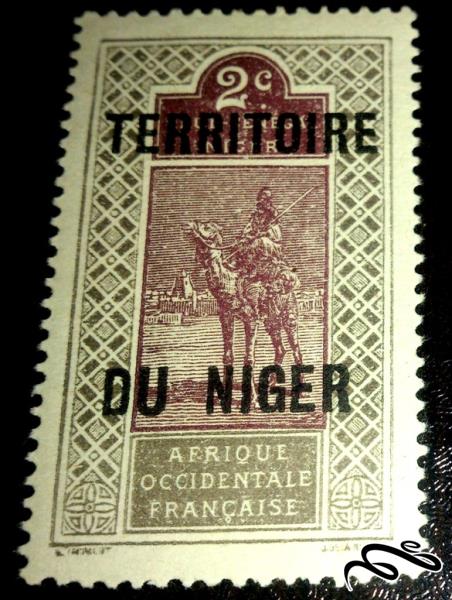 2c
TERRITOIRE
DU NIGER
AFRIQUE
OCCIDENTALE
FRANÇAISE